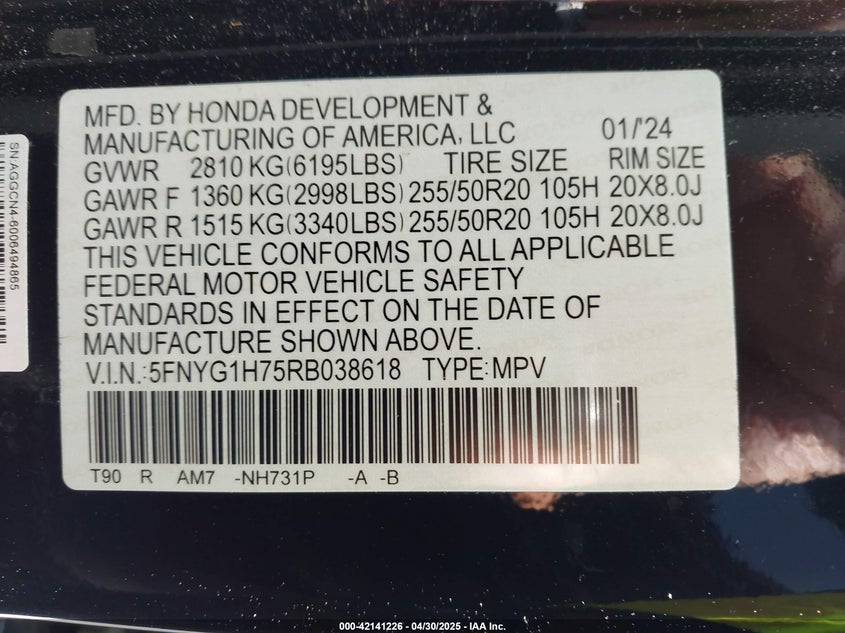 MFD. BY HONDA DEVELOPMENT &
MANUFACTURING OF AMERICA, LLC 01/'24
GVWR 2810 KG(6195LBS) TIRE SIZE RIM SIZE
GAWR F 1360 KG(2998LBS) 255/50R20 105H 20X8.0J
GAWR R 1515 KG(3340LBS) 255/50R20 105H 20X8.0J
THIS VEHICLE CONFORMS TO ALL APPLICABLE
FEDERAL MOTOR VEHICLE SAFETY
STANDARDS IN EFFECT ON THE DATE OF
MANUFACTURE SHOWN ABOVE.
V.I.N.:5FNYG1H75RB038618 TYPE:MPV
T90 R AM7 -NH731P -A -B
SN:AGGCN4-6006494865
000-42141226 - 04/30/2025 - IAA Inc.